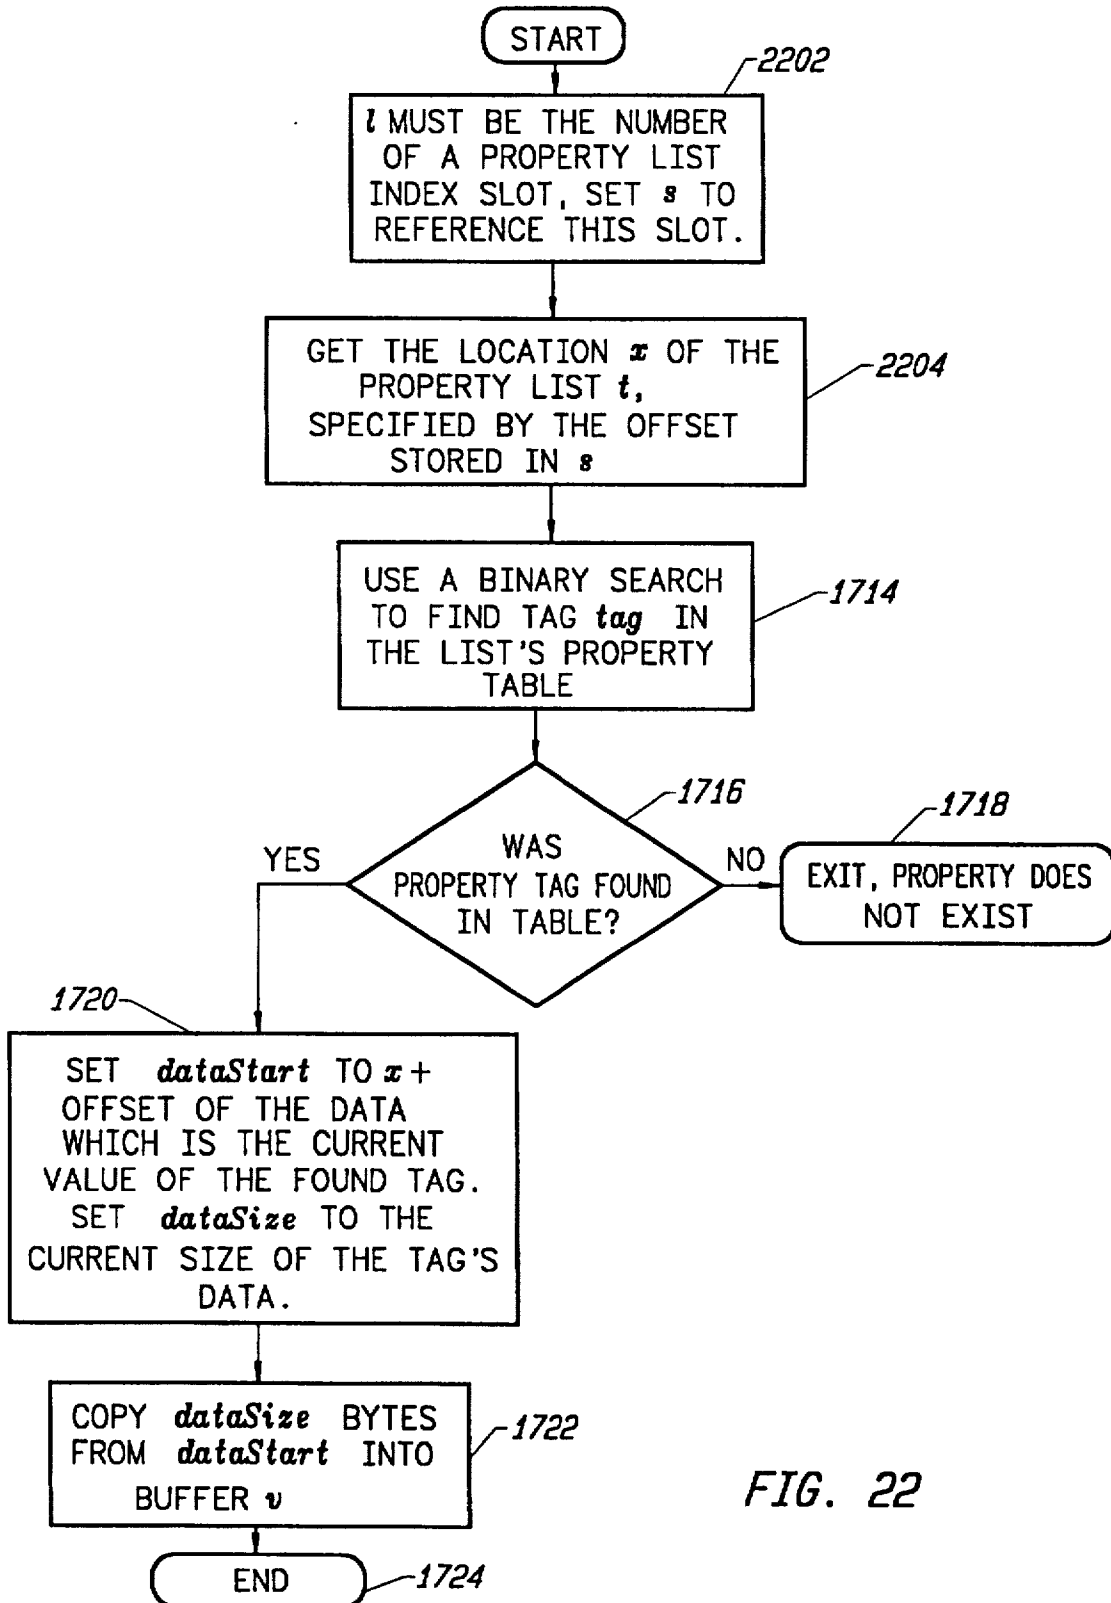 START
2202
l MUST BE THE NUMBER
OF A PROPERTY LIST
INDEX SLOT, SET s TO
REFERENCE THIS SLOT.
GET THE LOCATION x OF THE
PROPERTY LIST t,
SPECIFIED BY THE OFFSET
STORED IN s
2204
USE A BINARY SEARCH
TO FIND TAG tag IN
THE LIST'S PROPERTY
TABLE
1714
1716
WAS
PROPERTY TAG FOUND
IN TABLE?
YES
NO
1718
EXIT, PROPERTY DOES
NOT EXIST
1720
SET dataStart TO x+
OFFSET OF THE DATA
WHICH IS THE CURRENT
VALUE OF THE FOUND TAG.
SET dataSize TO THE
CURRENT SIZE OF THE TAG'S
DATA.
COPY dataSize BYTES
FROM dataStart INTO
BUFFER v
1722
END
1724
FIG. 22